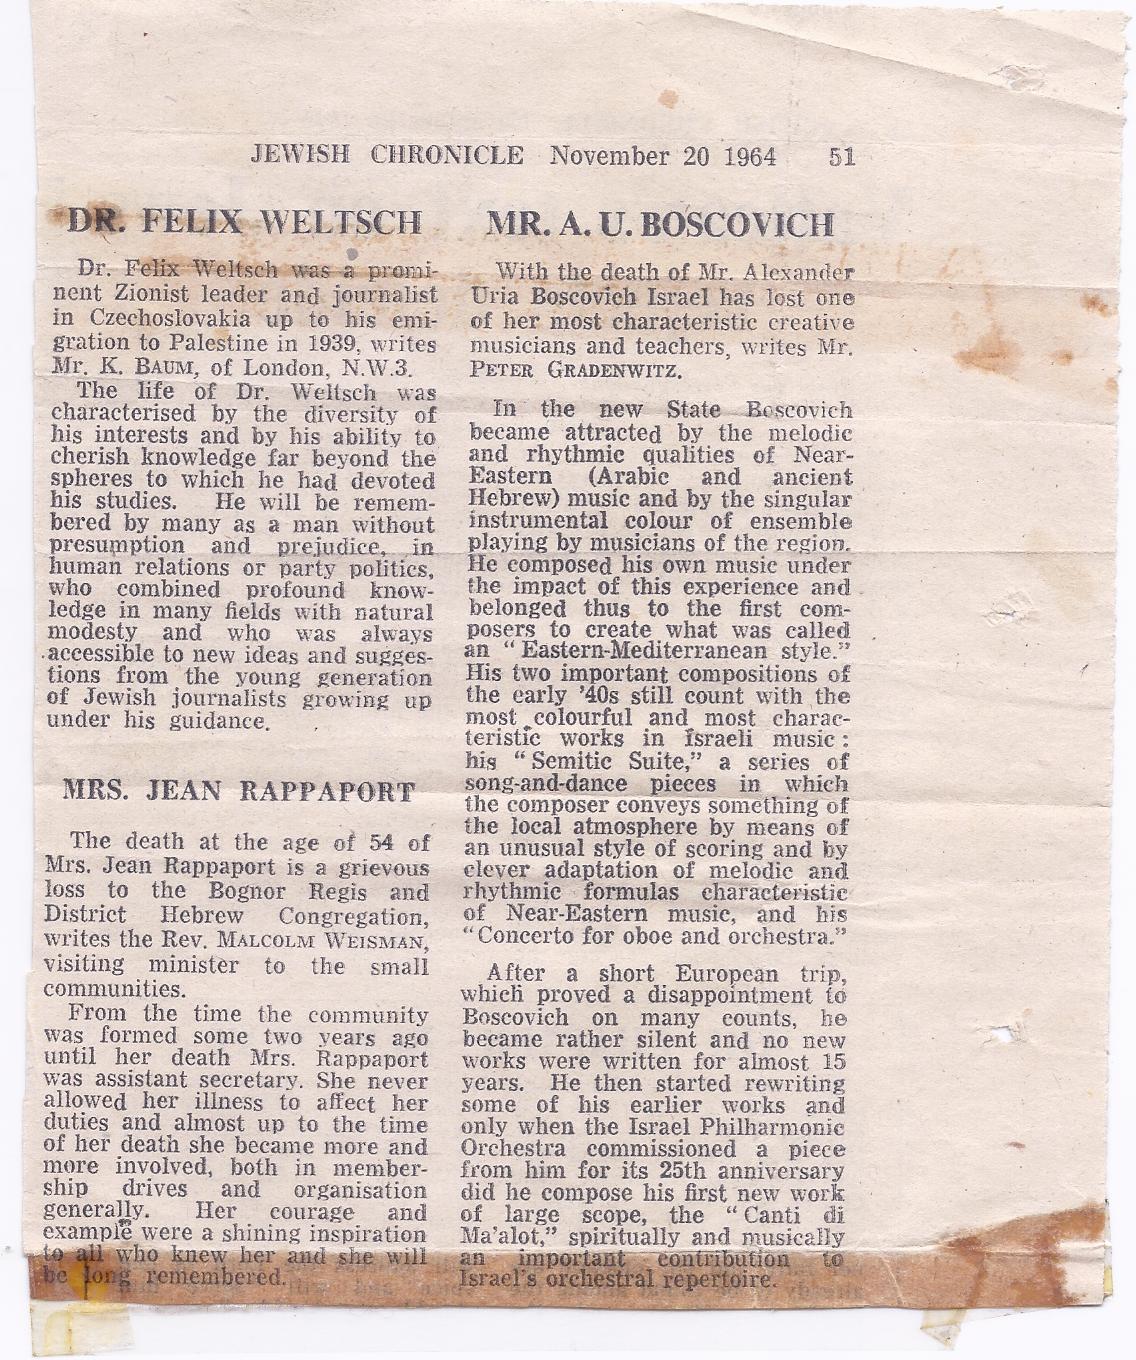 JEWISH CHRONICLE November 20 1964 51
DR. FELIX WELTSCH
Dr. Felix Weltsch was a promi-
nent Zionist leader and journalist
in Czechoslovakia up to his emi-
gration to Palestine in 1939, writes
Mr. K. BAUM, of London, N.W.3.
The life of Dr. Weltsch was
characterised by the diversity of
his interests and by his ability to
cherish knowledge far beyond the
spheres to which he had devoted
his studies. He will be remem-
bered by many as a man without
presumption and prejudice, in
human relations or party politics,
who combined profound know-
ledge in many fields with natural
modesty and who was always
accessible to new ideas and sugges-
tions from the young generation
of Jewish journalists growing up
under his guidance.
MRS. JEAN RAPPAPORT
The death at the age of 54 of
Mrs. Jean Rappaport is a grievous
loss to the Bognor Regis and
District Hebrew Congregation,
writes the Rev. MALCOLM WEISMAN,
visiting minister to the small
communities.
From the time the community
was formed some two years ago
until her death Mrs. Rappaport
was assistant secretary. She never
allowed her illness to affect her
duties and almost up to the time
of her death she became more and
more involved, both in member-
ship drives and organisation
generally. Her courage and
example were a shining inspiration
to all who knew her and she will
be long remembered.
MR. A. U. BOSCOVICH
With the death of Mr. Alexander
Uria Boscovich Israel has lost one
of her most characteristic creative
musicians and teachers, writes Mr.
PETER GRADENWITZ.
In the new State Boscovich
became attracted by the melodic
and rhythmic qualities of Near-
Eastern (Arabic and ancient
Hebrew) music and by the singular
instrumental colour of ensemble
playing by musicians of the region.
He composed his own music under
the impact of this experience and
belonged thus to the first com-
posers to create what was called
an "Eastern-Mediterranean style."
His two important compositions of
the early '40s still count with the
most colourful and most charac-
teristic works in Israeli music:
his "Semitic Suite," a series of
song-and-dance pieces in which
the composer conveys something of
the local atmosphere by means of
an unusual style of scoring and by
clever adaptation of melodic and
rhythmic formulas characteristic
of Near-Eastern music, and his
"Concerto for oboe and orchestra."
After a short European trip,
which proved a disappointment to
Boscovich on many counts, he
became rather silent and no new
works were written for almost 15
years. He then started rewriting
some of his earlier works and
only when the Israel Philharmonic
Orchestra commissioned a piece
from him for its 25th anniversary
did he compose his first new work
of large scope, the "Canti di
Ma'alot," spiritually and musically
an important contribution to
Israel's orchestral repertoire.